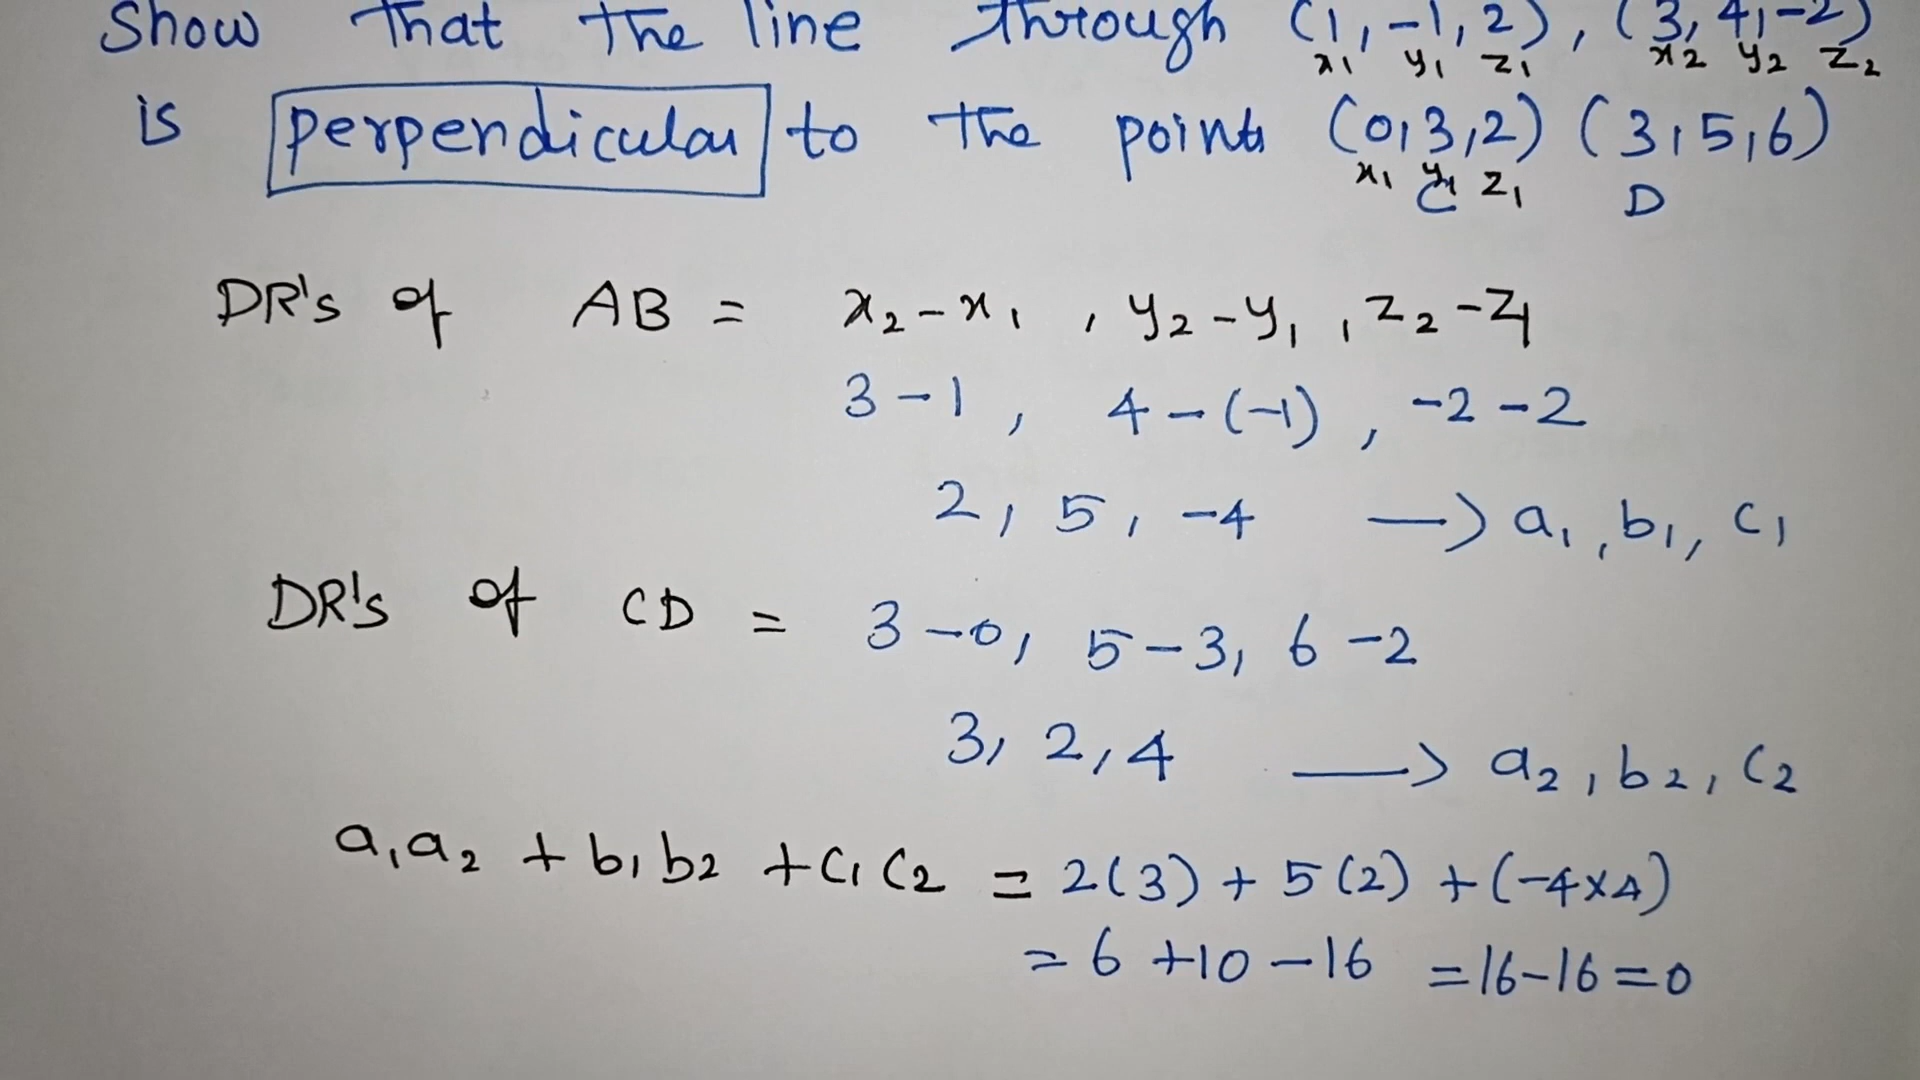 Show that the line through (1,-1,2), (3,4,-2)
x₁ y₁ z₁ x₂ y₂ z₂
is perpendicular to the points (0,3,2) (3,5,6)
x₁ y₁ z₁
C D
DR's of AB = x₂-x₁, y₂-y₁, z₂-z₁
3-1, 4-(-1), -2-2
2, 5, -4 → a₁, b₁, c₁
DR's of CD = 3-0, 5-3, 6-2
3, 2, 4 → a₂, b₂, c₂
a₁a₂ + b₁b₂ + c₁c₂ = 2(3) + 5(2) + (-4×4)
= 6+10-16 = 16-16=0